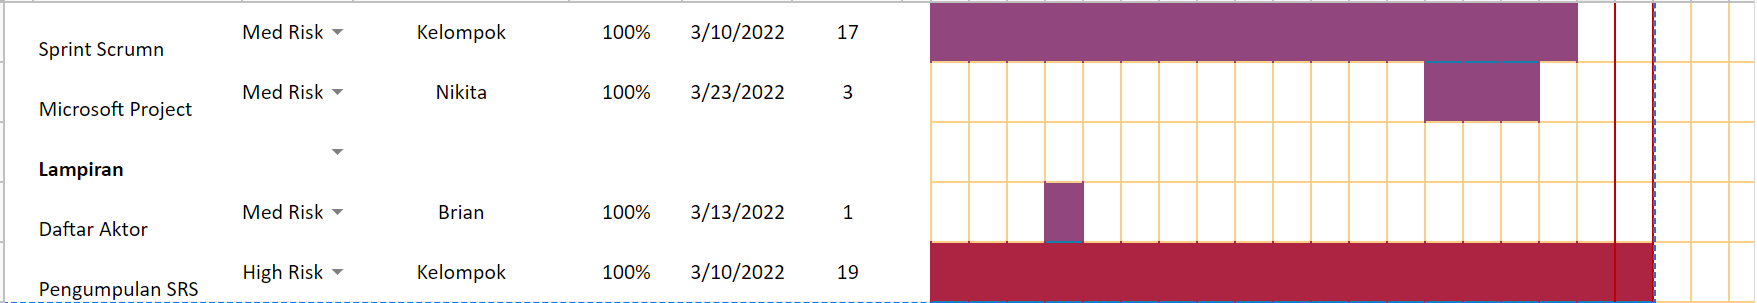 Sprint Scrumn Med Risk Kelompok 100% 3/10/2022 17
Microsoft Project Med Risk Nikita 100% 3/23/2022 3
Lampiran
Daftar Aktor Med Risk Brian 100% 3/13/2022 1
Pengumpulan SRS High Risk Kelompok 100% 3/10/2022 19